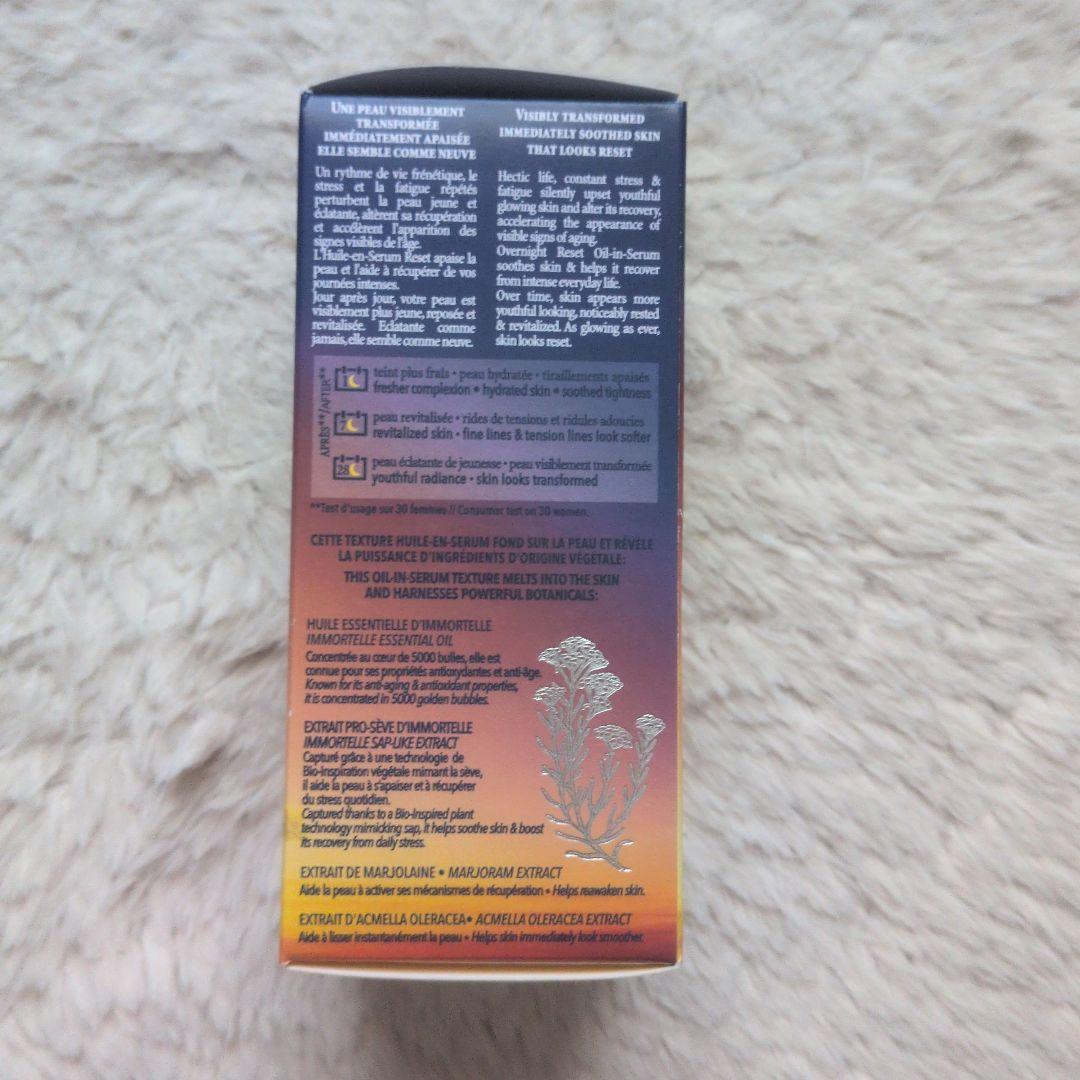 UNE PEAU VISIBLEMENT
TRANSFORMÉE
IMMÉDIATEMENT APAISÉE
ELLE SEMBLE COMME NEUVE
Un rythme de vie frénétique, le
stress et la fatigue répétés
perturbent la peau jeune et
éclatante, altèrent sa récupération
et accélèrent l'apparition des
signes visibles de l'âge.
L'Huile-en-Serum Reset apaise la
peau et l'aide à récupérer de vos
journées intenses.
Jour après jour, votre peau est
visiblement plus jeune, reposée et
revitalisée. Eclatante comme
jamais, elle semble comme neuve.
VISIBLY TRANSFORMED
IMMEDIATELY SOOTHED SKIN
THAT LOOKS RESET
Hectic life, constant stress &
fatigue silently upset youthful
glowing skin and alter its recovery,
accelerating the appearance of
visible signs of aging.
Overnight Reset Oil-in-Serum
soothes skin & helps it recover
from intense everyday life.
Over time, skin appears more
youthful looking, noticeably rested
& revitalized. As glowing as ever,
skin looks reset.
APRÈS**/AFTER**
1
teint plus frais • peau hydratée • tiraillements apaisés
fresher complexion • hydrated skin • soothed tightness
7
peau revitalisée • rides de tensions et ridules adoucies
revitalized skin • fine lines & tension lines look softer
28
peau éclatante de jeunesse • peau visiblement transformée
youthful radiance • skin looks transformed
**Test d'usage sur 30 femmes // Consumer test on 30 women.
CETTE TEXTURE HUILE-EN-SERUM FOND SUR LA PEAU ET RÉVÈLE
LA PUISSANCE D'INGRÉDIENTS D'ORIGINE VÉGÉTALE:
THIS OIL-IN-SERUM TEXTURE MELTS INTO THE SKIN
AND HARNESSES POWERFUL BOTANICALS:
HUILE ESSENTIELLE D'IMMORTELLE
IMMORTELLE ESSENTIAL OIL
Concentrée au cœur de 5000 bulles, elle est
connue pour ses propriétés antioxydantes et anti-âge.
Known for its anti-aging & antioxidant properties,
it is concentrated in 5000 golden bubbles.
EXTRAIT PRO-SÈVE D'IMMORTELLE
IMMORTELLE SAP-LIKE EXTRACT
Capturé grâce à une technologie de
Bio-Inspiration végétale mimant la sève,
il aide la peau à s'apaiser et à récupérer
du stress quotidien.
Captured thanks to a Bio-Inspired plant
technology mimicking sap, it helps soothe skin & boost
its recovery from daily stress.
EXTRAIT DE MARJOLAINE • MARJORAM EXTRACT
Aide la peau à activer ses mécanismes de récupération • Helps reawaken skin.
EXTRAIT D'ACMELLA OLERACEA • ACMELLA OLERACEA EXTRACT
Aide à lisser instantanément la peau • Helps skin immediately look smoother.